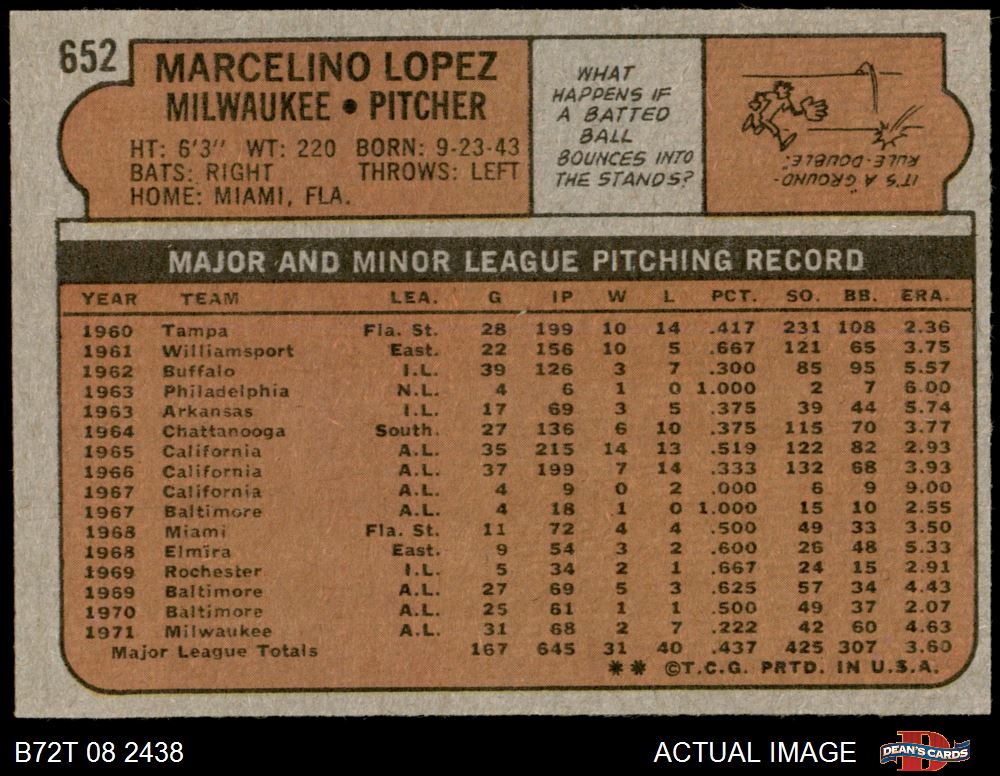 652
MARCELINO LOPEZ
MILWAUKEE • PITCHER
HT: 6'3" WT: 220 BORN: 9-23-43
BATS: RIGHT THROWS: LEFT
HOME: MIAMI, FLA.
WHAT
HAPPENS IF
A BATTED
BALL
BOUNCES INTO
THE STANDS?
IT'S A GROUND-
RULE-DOUBLE.
MAJOR AND MINOR LEAGUE PITCHING RECORD
YEAR TEAM LEA. G IP W L PCT. SO. BB. ERA.
1960 Tampa Fla. St. 28 199 10 14 .417 231 108 2.36
1961 Williamsport East. 22 156 10 5 .667 121 65 3.75
1962 Buffalo I.L. 39 126 3 7 .300 85 95 5.57
1963 Philadelphia N.L. 4 6 1 0 1.000 2 7 6.00
1963 Arkansas I.L. 17 69 3 5 .375 39 44 5.74
1964 Chattanooga South. 27 136 6 10 .375 115 70 3.77
1965 California A.L. 35 215 14 13 .519 122 82 2.93
1966 California A.L. 37 199 7 14 .333 132 68 3.93
1967 California A.L. 4 9 0 2 .000 6 9 9.00
1967 Baltimore A.L. 4 18 1 0 1.000 15 10 2.55
1968 Miami Fla. St. 11 72 4 4 .500 49 33 3.50
1968 Elmira East. 9 54 3 2 .600 26 48 5.33
1969 Rochester I.L. 5 34 2 1 .667 24 15 2.91
1969 Baltimore A.L. 27 69 5 3 .625 57 34 4.43
1970 Baltimore A.L. 25 61 1 1 .500 49 37 2.07
1971 Milwaukee A.L. 31 68 2 7 .222 42 60 4.63
Major League Totals 167 645 31 40 .437 425 307 3.60
** ©T.C.G. PRTD. IN U.S.A.
B72T 08 2438
ACTUAL IMAGE
DEAN'S CARDS